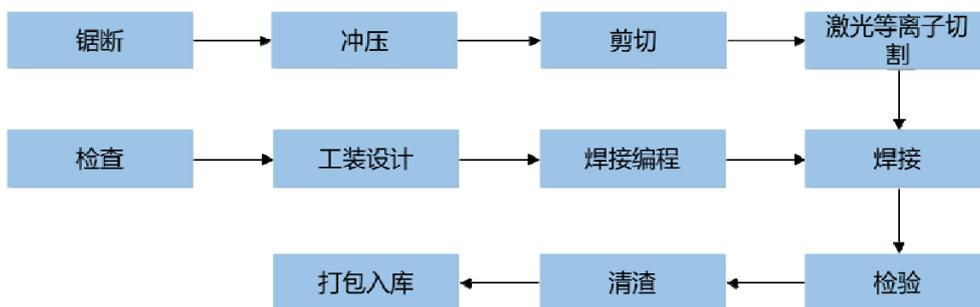 锯断
冲压
剪切
激光等离子切
割
检查
工装设计
焊接编程
焊接
打包入库
清渣
检验